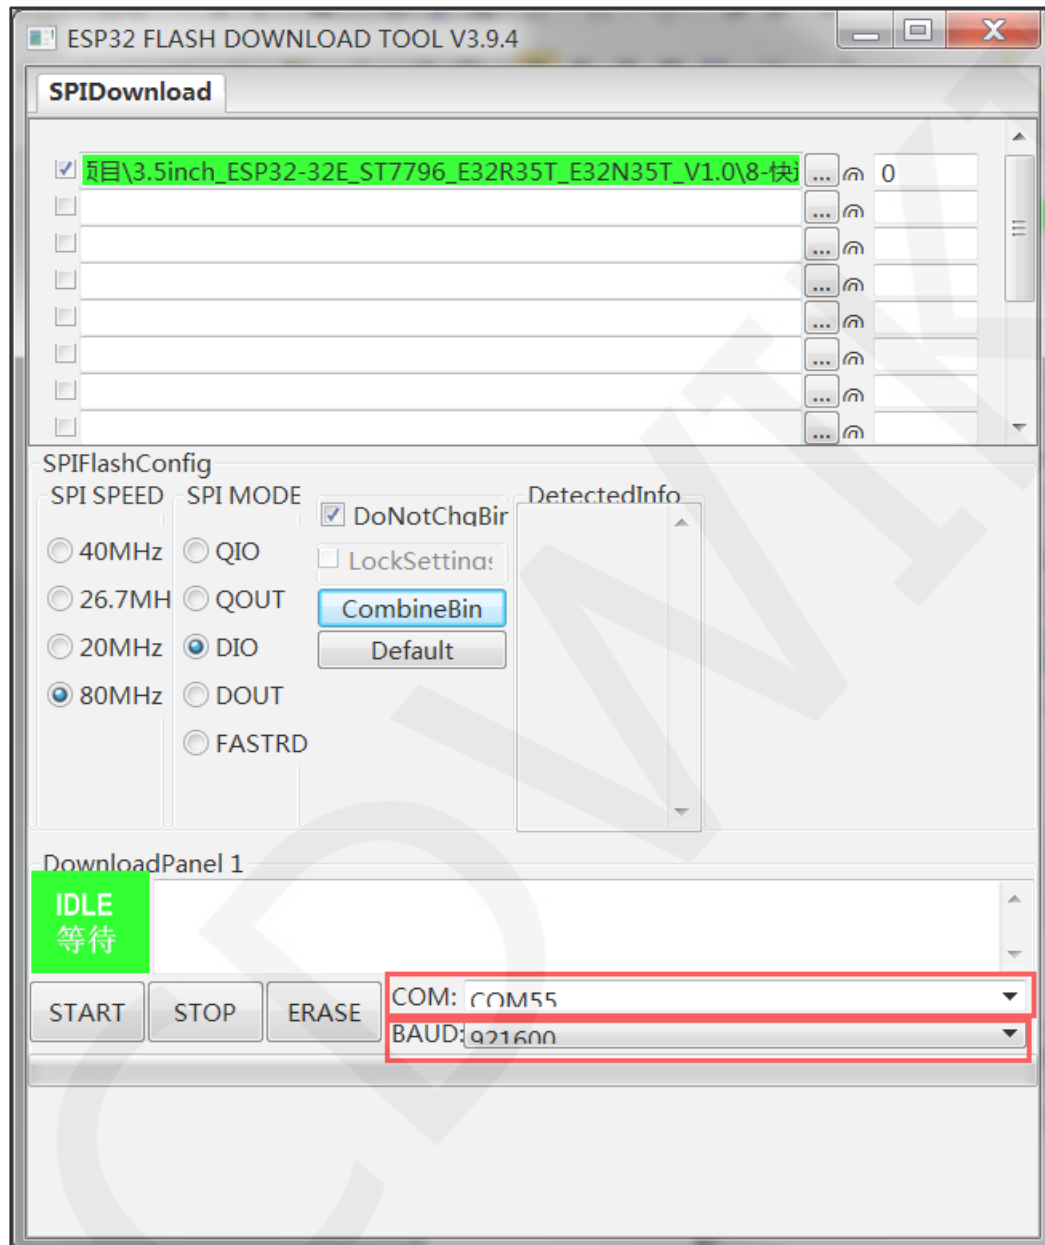 ESP32 FLASH DOWNLOAD TOOL V3.9.4
SPIDownload
项目\3.5inch_ESP32-32E_ST7796_E32R35T_E32N35T_V1.0\8-快 ... @ 0
... @
... @
... @
... @
... @
... @
... @
SPIFlashConfig
SPI SPEED SPI MODE DetectedInfo
DoNotChgBin
40MHz QIO LockSettings
26.7MH QOUT CombineBin
20MHz DIO Default
80MHz DOUT
FASTRD
DownloadPanel 1
IDLE
等待
START STOP ERASE COM: COM55
BAUD: 921600